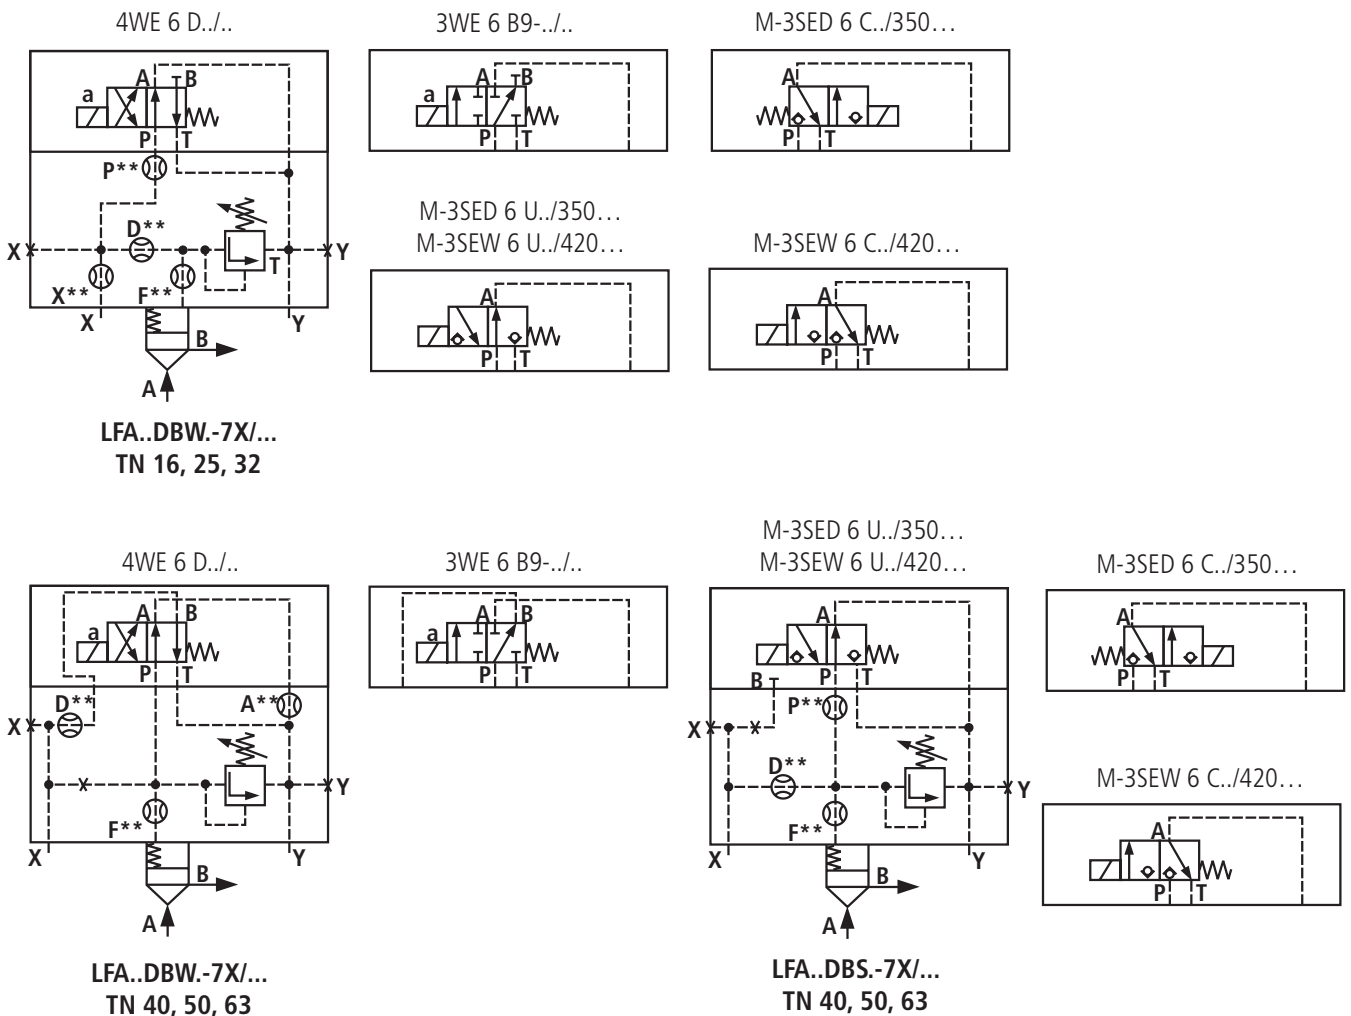 4WE 6 D../..
3WE 6 B9-../..
M-3SED 6 C../350...
A B
a
P T
P**
D**
X Y
T
X** F**
X Y
B
A
LFA..DBW.-7X/...
TN 16, 25, 32
A B
a
P T
A
P T
M-3SED 6 U../350...
M-3SEW 6 U../420...
M-3SEW 6 C../420...
A
P T
A
P T
4WE 6 D../..
3WE 6 B9-../..
M-3SED 6 U../350...
M-3SEW 6 U../420...
M-3SED 6 C../350...
A B
a
P T
D** A**
X
Y
F**
X Y
B
A
LFA..DBW.-7X/...
TN 40, 50, 63
A B
a
P T
A
P T
B
P**
X
D**
Y
F**
X Y
B
A
LFA..DBS.-7X/...
TN 40, 50, 63
A
P T
M-3SEW 6 C../420...
A
P T